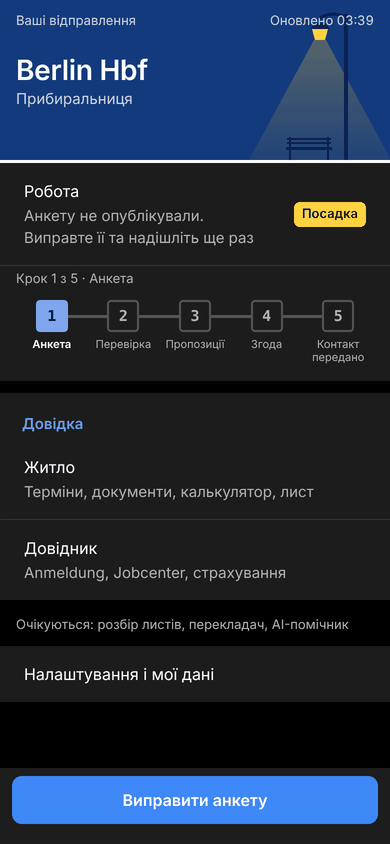 Ваші відправлення
Оновлено 03:39
Berlin Hbf
Прибиральниця
Робота
Анкету не опублікували.
Виправте її та надішліть ще раз
Посадка
Крок 1 з 5 · Анкета
1 2 3 4 5
Анкета Перевірка Пропозиції Згода Контакт
передано
Довідка
Житло
Терміни, документи, калькулятор, лист
Довідник
Anmeldung, Jobcenter, страхування
Очікуються: розбір листів, перекладач, AI-помічник
Налаштування і мої дані
Виправити анкету